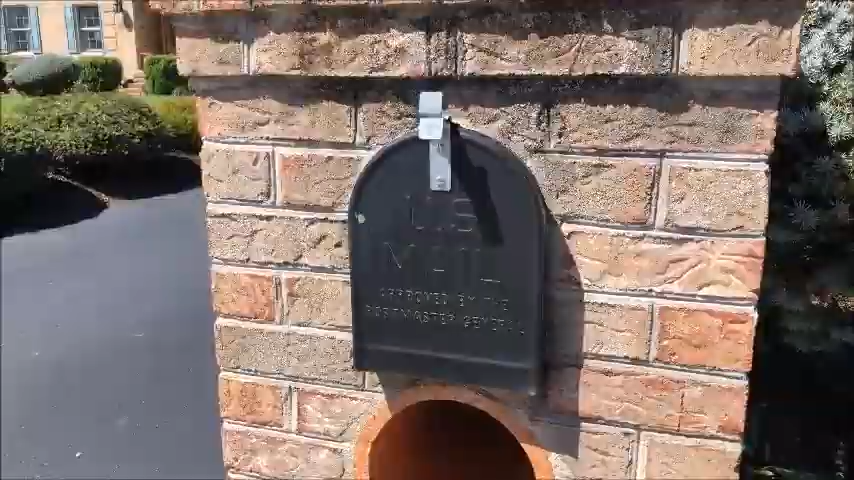 U.S.
MAIL
APPROVED BY THE
POSTMASTER GENERAL